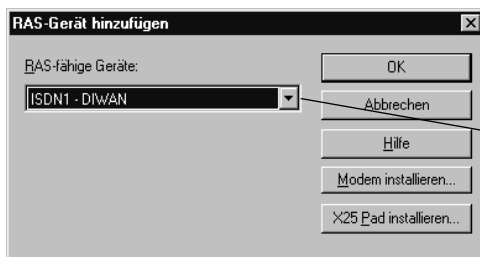 RAS-Gerät hinzufügen
RAS-fähige Geräte:
ISDN1 - DIWAN
OK
Abbrechen
Hilfe
Modem installieren...
X25 Pad installieren...